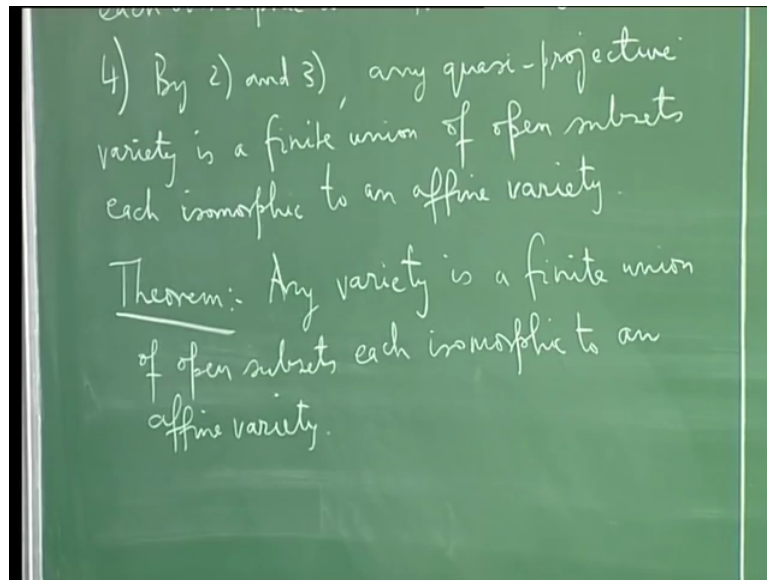 4) By 2) and 3), any quasi-projective
variety is a finite union of open subsets
each isomorphic to an affine variety.
Theorem:- Any variety is a finite union
of open subsets each isomorphic to an
affine variety.